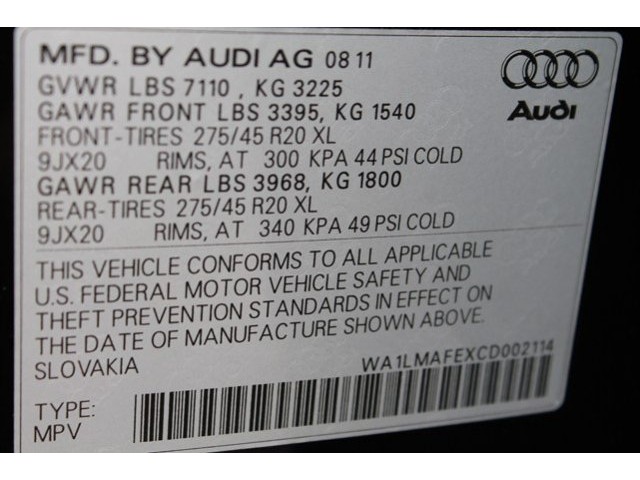 MFD. BY AUDI AG 08 11
GVWR LBS 7110 , KG 3225
GAWR FRONT LBS 3395, KG 1540
FRONT-TIRES 275/45 R20 XL
9JX20 RIMS, AT 300 KPA 44 PSI COLD
GAWR REAR LBS 3968, KG 1800
REAR-TIRES 275/45 R20 XL
9JX20 RIMS, AT 340 KPA 49 PSI COLD
Audi
THIS VEHICLE CONFORMS TO ALL APPLICABLE
U.S. FEDERAL MOTOR VEHICLE SAFETY AND
THEFT PREVENTION STANDARDS IN EFFECT ON
THE DATE OF MANUFACTURE SHOWN ABOVE.
SLOVAKIA
WA1LMAFEXCD002114
TYPE:
MPV